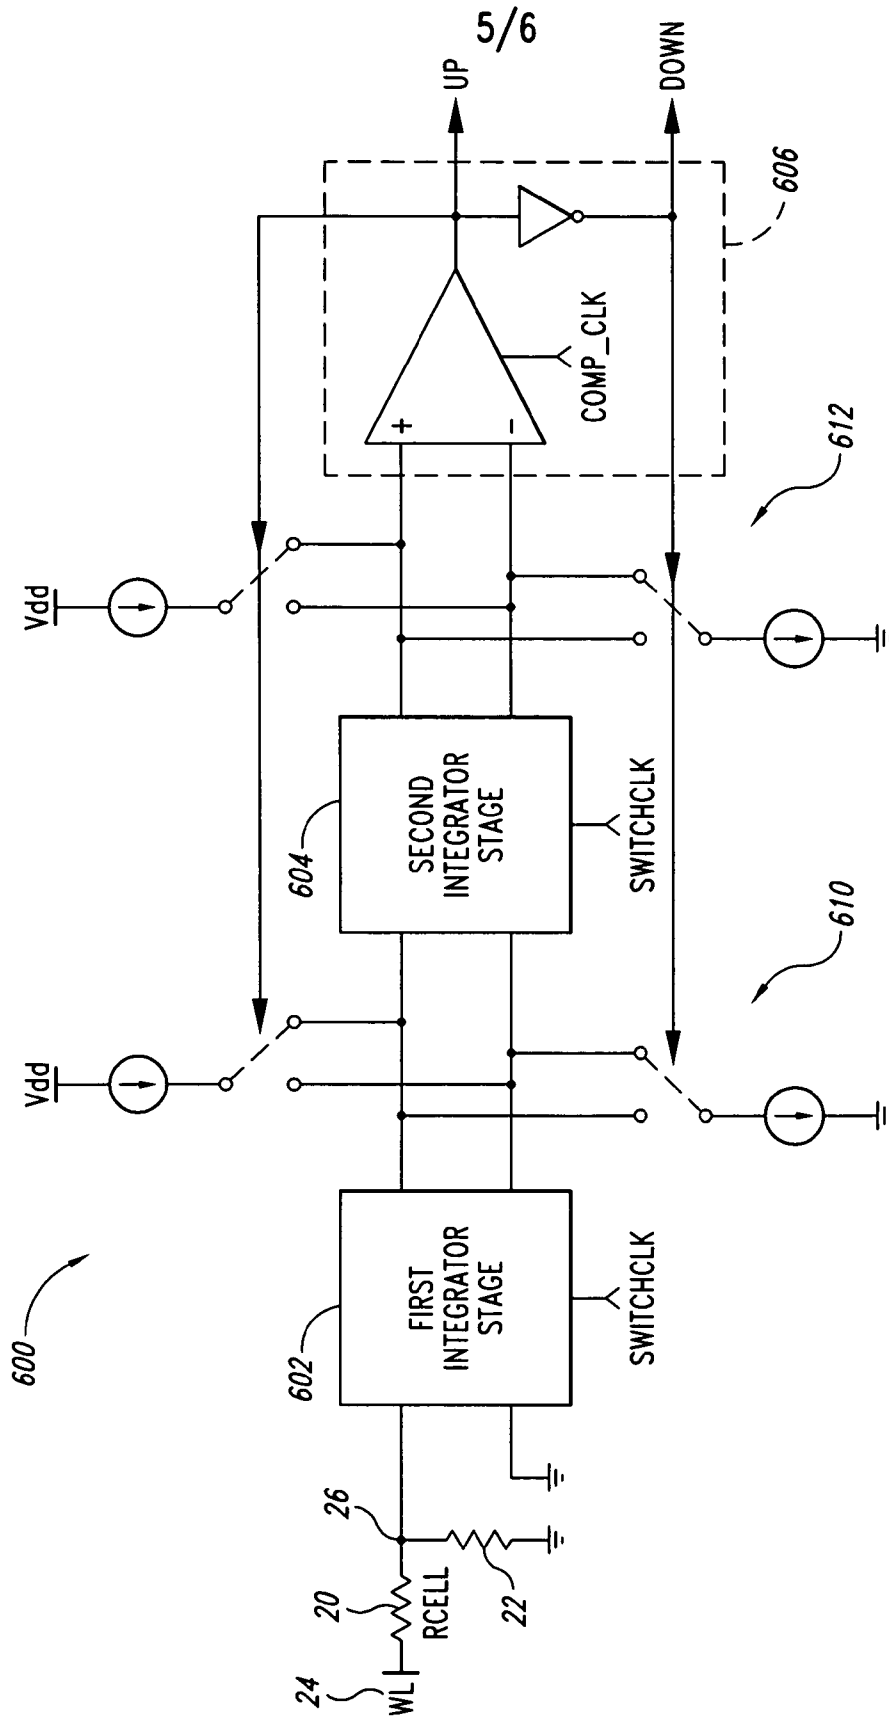 5/6
600
24
WL
20
RCELL
26
22
602
FIRST
INTEGRATOR
STAGE
SWITCHCLK
Vdd
610
604
SECOND
INTEGRATOR
STAGE
SWITCHCLK
Vdd
612
+
-
COMP_CLK
606
UP
DOWN